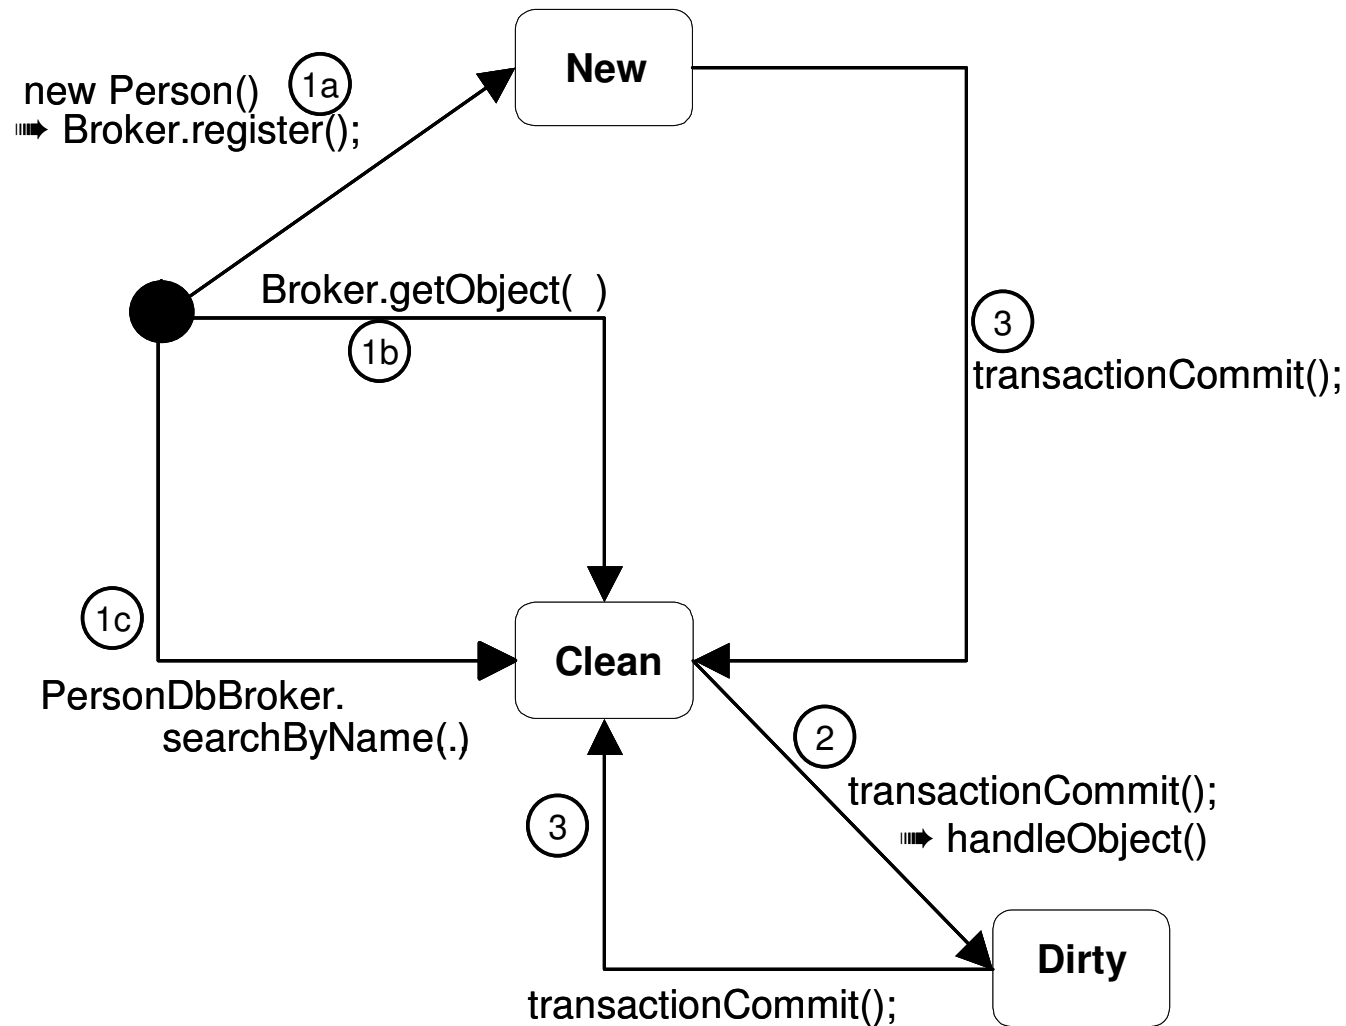 New
new Person() 1a
➠ Broker.register();
Broker.getObject( )
1b
3
transactionCommit();
1c
Clean
PersonDbBroker.
searchByName(.)
2
transactionCommit();
➠ handleObject()
3
Dirty
transactionCommit();